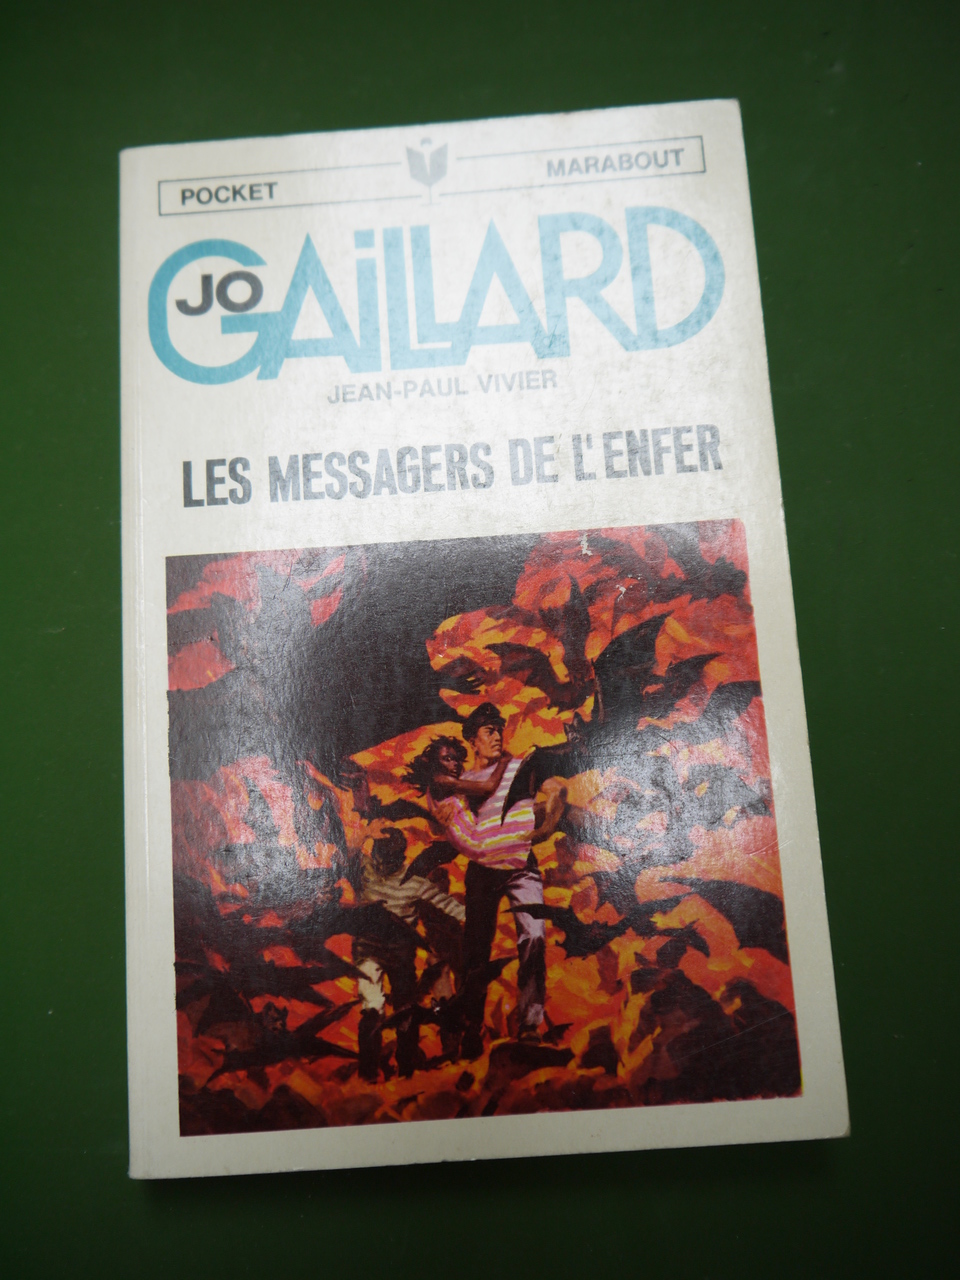 POCKET MARABOUT
JO GAiLLARD
JEAN-PAUL VIVIER
LES MESSAGERS DE L'ENFER